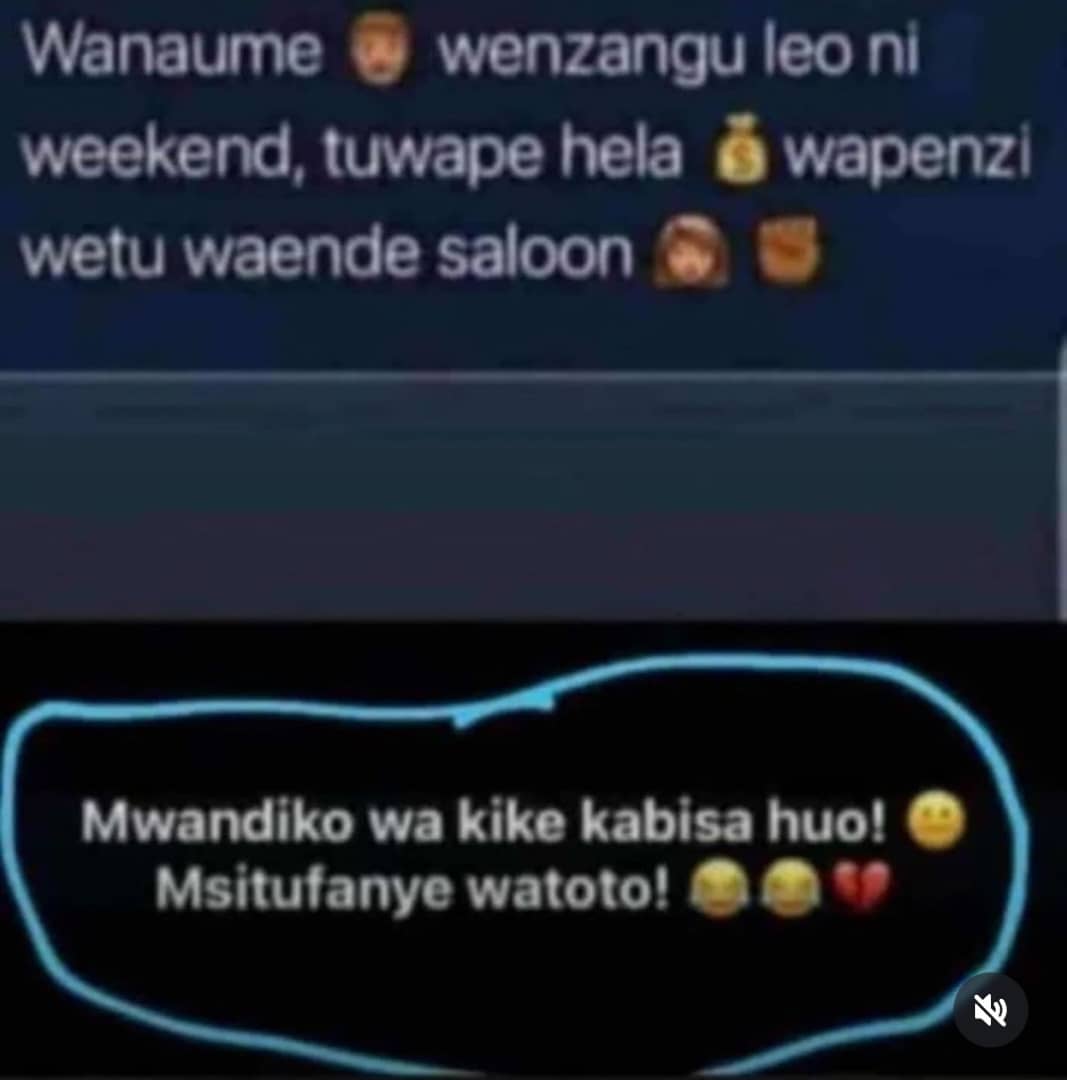 Wanaume 🧔🏽 wenzangu leo ni
weekend, tuwape hela 💰 wapenzi
wetu waende saloon 👰🏽 ✊🏾
Mwandiko wa kike kabisa huo! 🙂
Msitufanye watoto! 😂😂💔